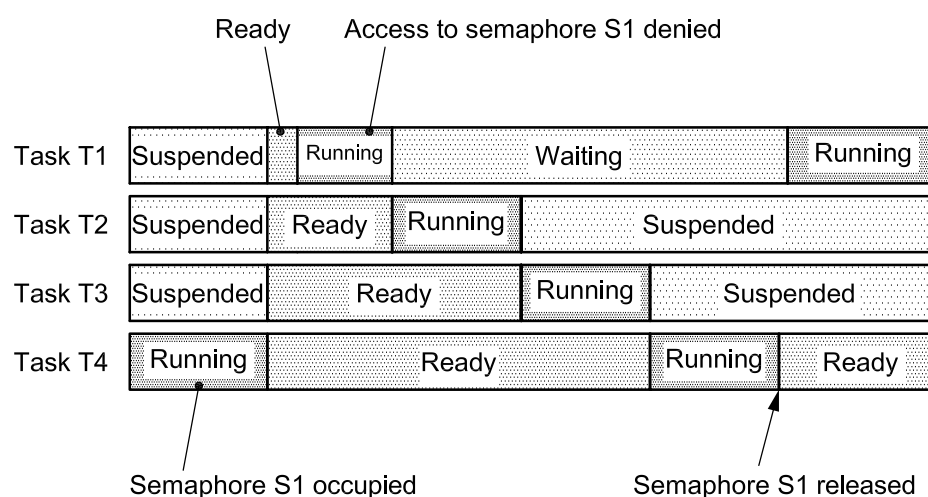 Ready Access to semaphore S1 denied
Task T1 Suspended Running Waiting Running
Task T2 Suspended Ready Running Suspended
Task T3 Suspended Ready Running Suspended
Task T4 Running Ready Running Ready
Semaphore S1 occupied Semaphore S1 released